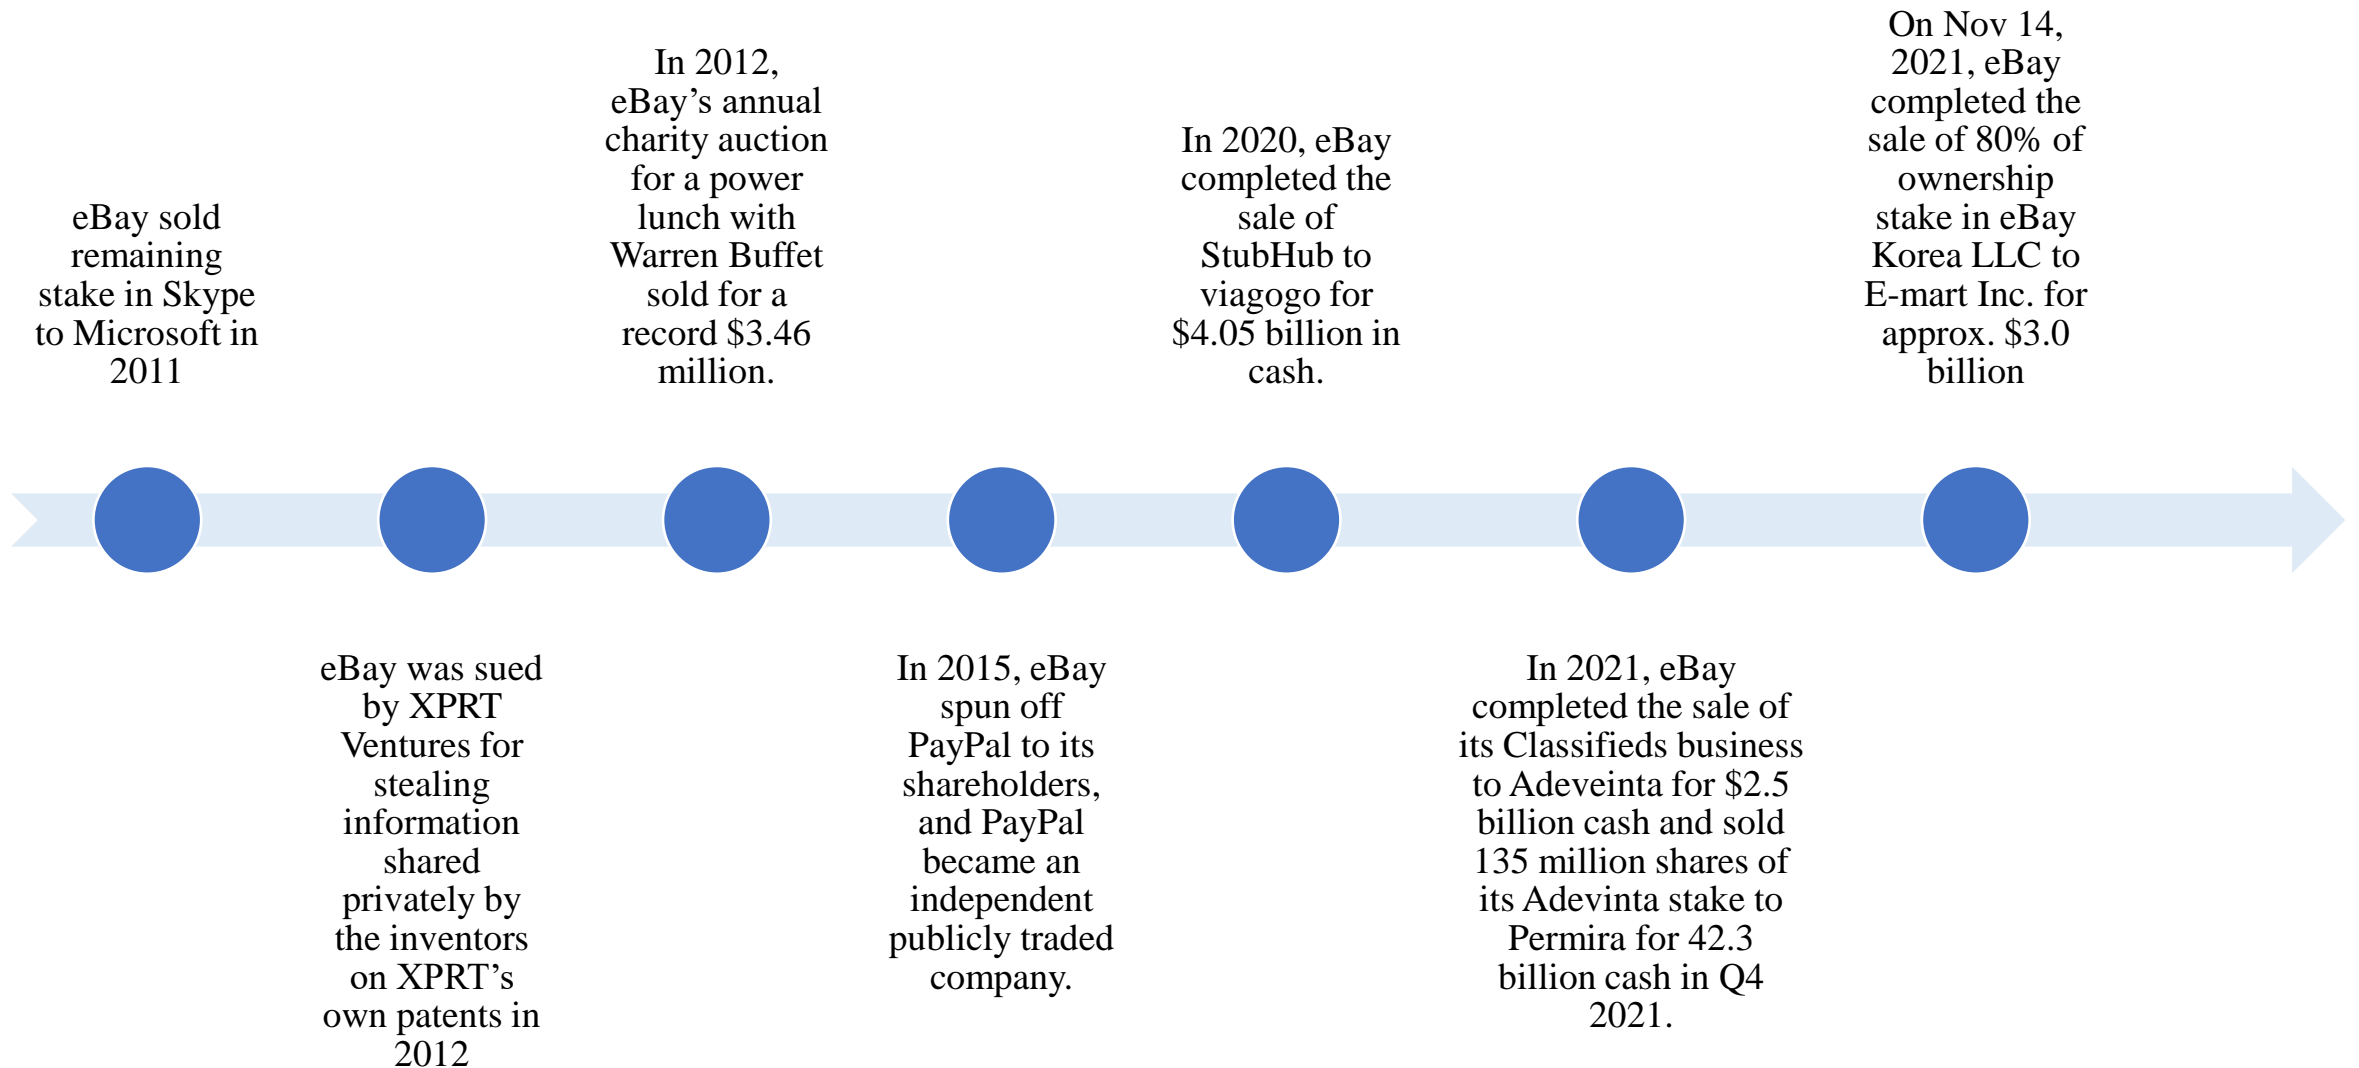 eBay sold
remaining
stake in Skype
to Microsoft in
2011
eBay was sued
by XPRT
Ventures for
stealing
information
shared
privately by
the inventors
on XPRT’s
own patents in
2012
In 2012,
eBay’s annual
charity auction
for a power
lunch with
Warren Buffet
sold for a
record $3.46
million.
In 2015, eBay
spun off
PayPal to its
shareholders,
and PayPal
became an
independent
publicly traded
company.
In 2020, eBay
completed the
sale of
StubHub to
viagogo for
$4.05 billion in
cash.
In 2021, eBay
completed the sale of
its Classifieds business
to Adeveinta for $2.5
billion cash and sold
135 million shares of
its Adevinta stake to
Permira for 42.3
billion cash in Q4
2021.
On Nov 14,
2021, eBay
completed the
sale of 80% of
ownership
stake in eBay
Korea LLC to
E-mart Inc. for
approx. $3.0
billion